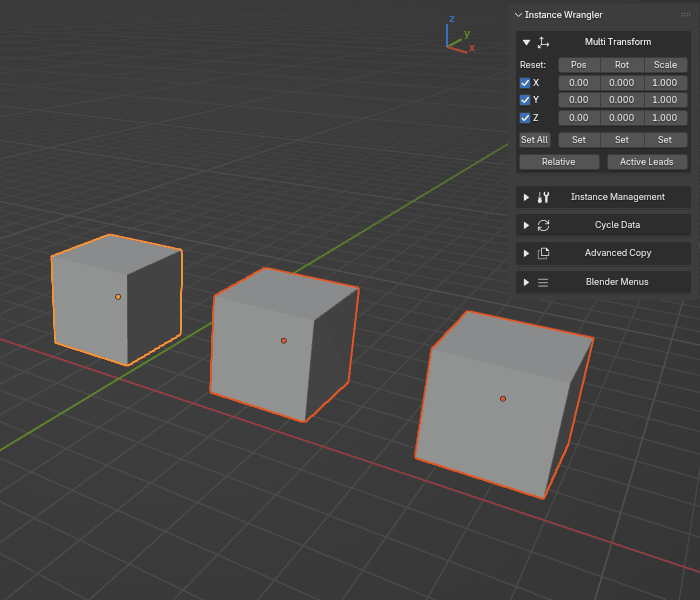 Instance Wrangler
z
y
x
Multi Transform
Reset: Pos Rot Scale
X 0.00 0.000 1.000
Y 0.00 0.000 1.000
Z 0.00 0.000 1.000
Set All Set Set Set
Relative Active Leads
Instance Management
Cycle Data
Advanced Copy
Blender Menus